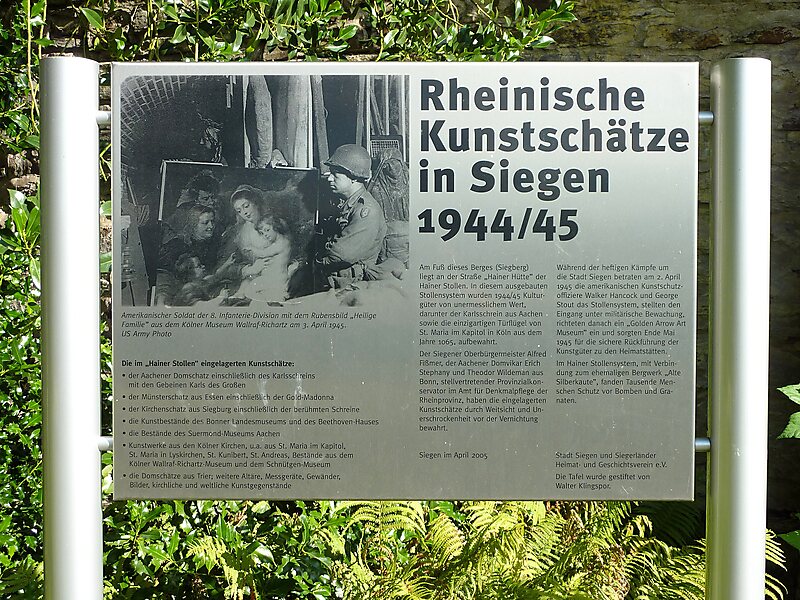 Rheinische
Kunstschätze
in Siegen
1944/45
Amerikanischer Soldat der 8. Infanterie-Division mit dem Rubensbild „Heilige
Familie" aus dem Kölner Museum Wallraf-Richartz am 3. April 1945.
US Army Photo
Die im „Hainer Stollen" eingelagerten Kunstschätze:
• der Aachener Domschatz einschließlich des Karlsschreins
mit den Gebeinen Karls des Großen
• der Münsterschatz aus Essen einschließlich der Gold-Madonna
• der Kirchenschatz aus Siegburg einschließlich der berühmten Schreine
• die Kunstbestände des Bonner Landesmuseums und des Beethoven-Hauses
• die Bestände des Suermond-Museums Aachen
• Kunstwerke aus den Kölner Kirchen, u.a. aus St. Maria im Kapitol,
St. Maria in Lyskirchen, St. Kunibert, St. Andreas, Bestände aus dem
Kölner Wallraf-Richartz-Museum und dem Schnütgen-Museum
• die Domschätze aus Trier; weitere Altäre, Messgeräte, Gewänder,
Bilder, kirchliche und weltliche Kunstgegenstände
Am Fuß dieses Berges (Siegberg)
liegt an der Straße „Hainer Hütte" der
Hainer Stollen. In diesem ausgebauten
Stollensystem wurden 1944/45 Kultur-
güter von unermesslichem Wert,
darunter der Karlsschrein aus Aachen
sowie die einzigartigen Türflügel von
St. Maria im Kapitol in Köln aus dem
Jahre 1065, aufbewahrt.
Der Siegener Oberbürgermeister Alfred
Fißmer, der Aachener Domvikar Erich
Stephany und Theodor Wildeman aus
Bonn, stellvertretender Provinzialkon-
servator im Amt für Denkmalpflege der
Rheinprovinz, haben die eingelagerten
Kunstschätze durch Weitsicht und Un-
erschrockenheit vor der Vernichtung
bewahrt.
Siegen im April 2005
Während der heftigen Kämpfe um
die Stadt Siegen betraten am 2. April
1945 die amerikanischen Kunstschutz-
offiziere Walker Hancock und George
Stout das Stollensystem, stellten den
Eingang unter militärische Bewachung,
richteten danach ein „Golden Arrow Art
Museum" ein und sorgten Ende Mai
1945 für die sichere Rückführung der
Kunstgüter zu den Heimatstätten.
Im Hainer Stollensystem, mit Verbin-
dung zum ehemaligen Bergwerk „Alte
Silberkaute", fanden Tausende Men-
schen Schutz vor Bomben und Gra-
naten.
Stadt Siegen und Siegerländer
Heimat- und Geschichtsverein e.V.
Die Tafel wurde gestiftet von
Walter Klingspor.